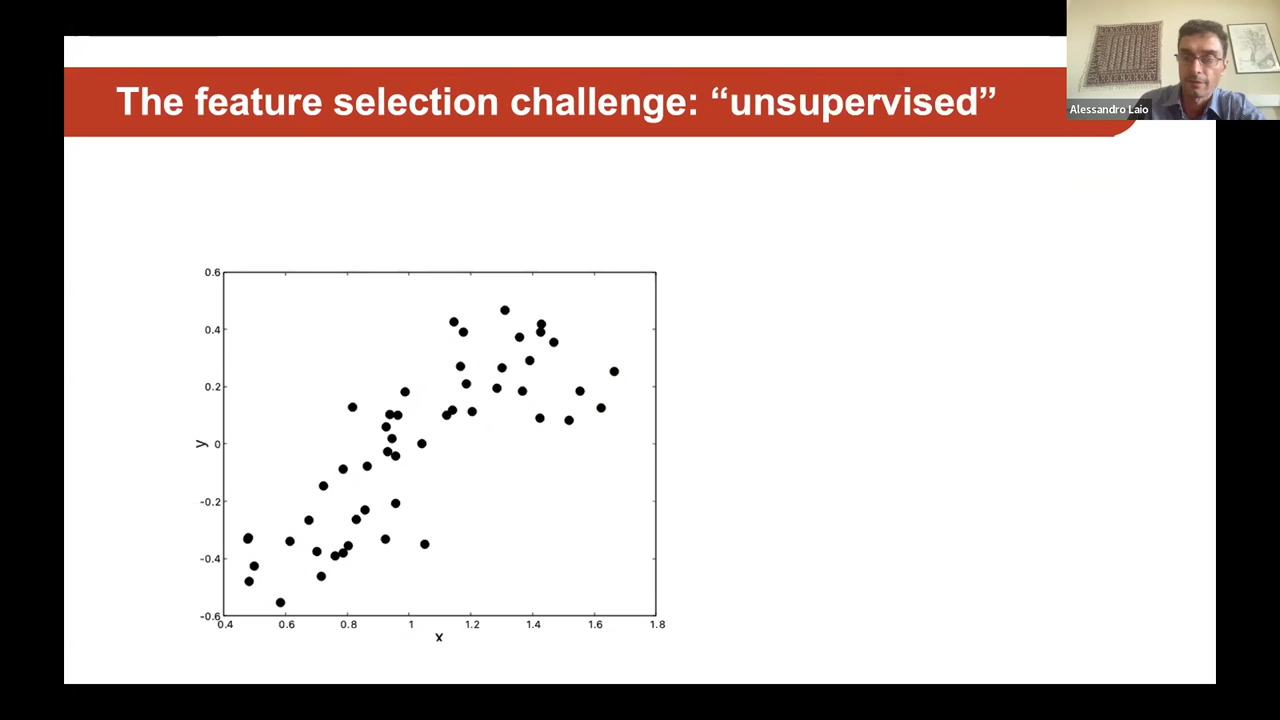 The feature selection challenge: “unsupervised”
Alessandro Laio
0.6
0.4
0.2
0
-0.2
-0.4
-0.6
y
0.4 0.6 0.8 1 1.2 1.4 1.6 1.8
x